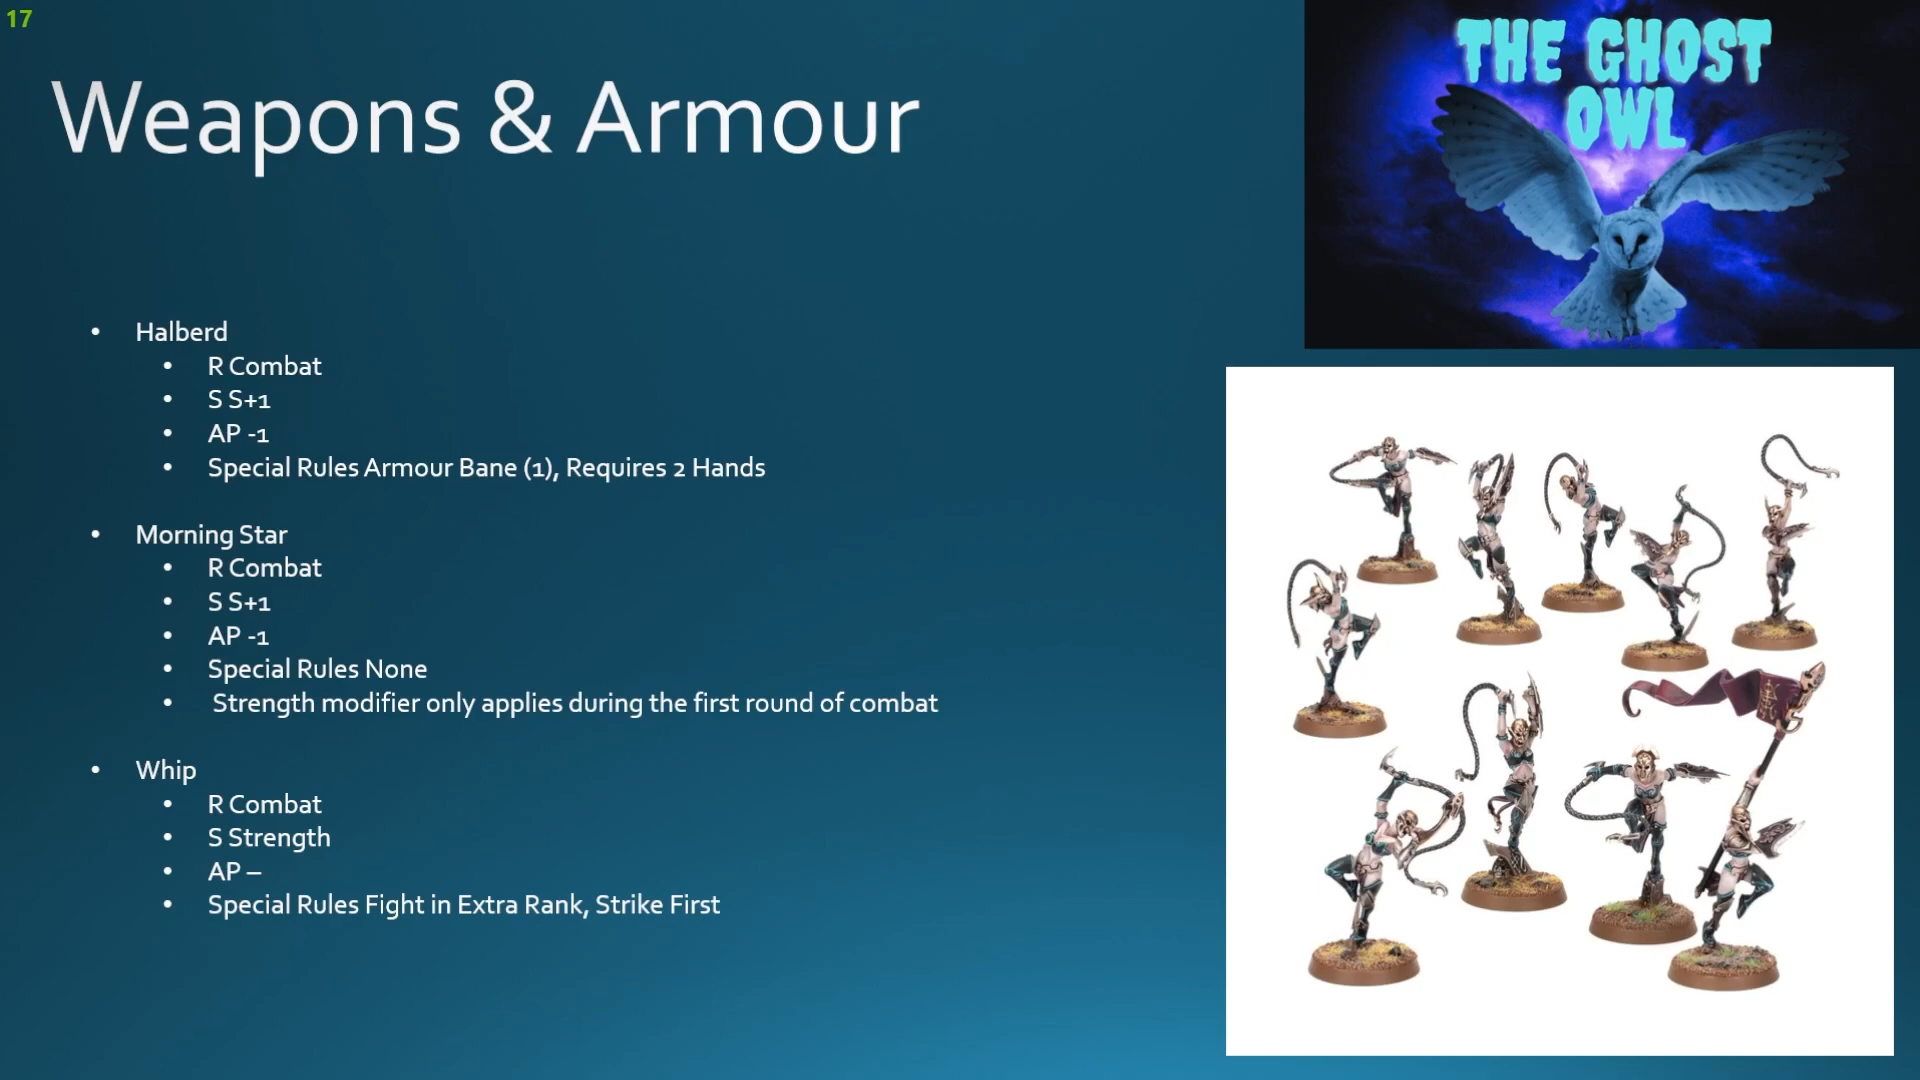 17
Weapons & Armour
THE GHOST
OWL
• Halberd
• R Combat
• S S+1
• AP -1
• Special Rules Armour Bane (1), Requires 2 Hands
• Morning Star
• R Combat
• S S+1
• AP -1
• Special Rules None
• Strength modifier only applies during the first round of combat
• Whip
• R Combat
• S Strength
• AP –
• Special Rules Fight in Extra Rank, Strike First